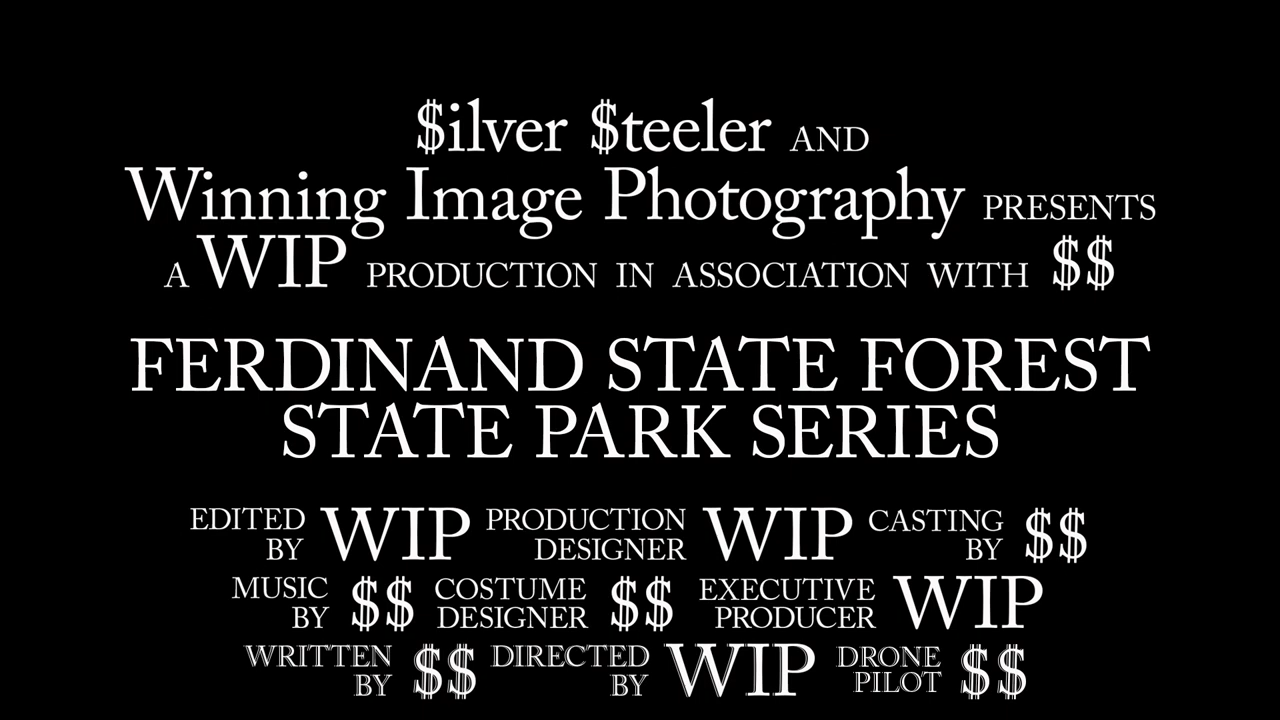 $ilver $teeler AND
Winning Image Photography PRESENTS
A WIP PRODUCTION IN ASSOCIATION WITH $$
FERDINAND STATE FOREST
STATE PARK SERIES
EDITED BY WIP PRODUCTION DESIGNER WIP CASTING BY $$
MUSIC BY $$ COSTUME DESIGNER $$ EXECUTIVE PRODUCER WIP
WRITTEN BY $$ DIRECTED BY WIP DRONE PILOT $$